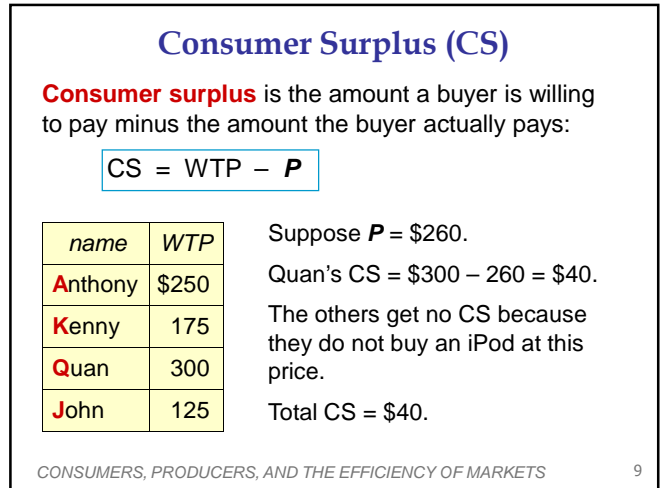 Consumer Surplus (CS)
Consumer surplus is the amount a buyer is willing
to pay minus the amount the buyer actually pays:
CS = WTP – P
name WTP
Anthony $250
Kenny 175
Quan 300
John 125
Suppose P = $260.
Quan's CS = $300 – 260 = $40.
The others get no CS because
they do not buy an iPod at this
price.
Total CS = $40.
CONSUMERS, PRODUCERS, AND THE EFFICIENCY OF MARKETS 9